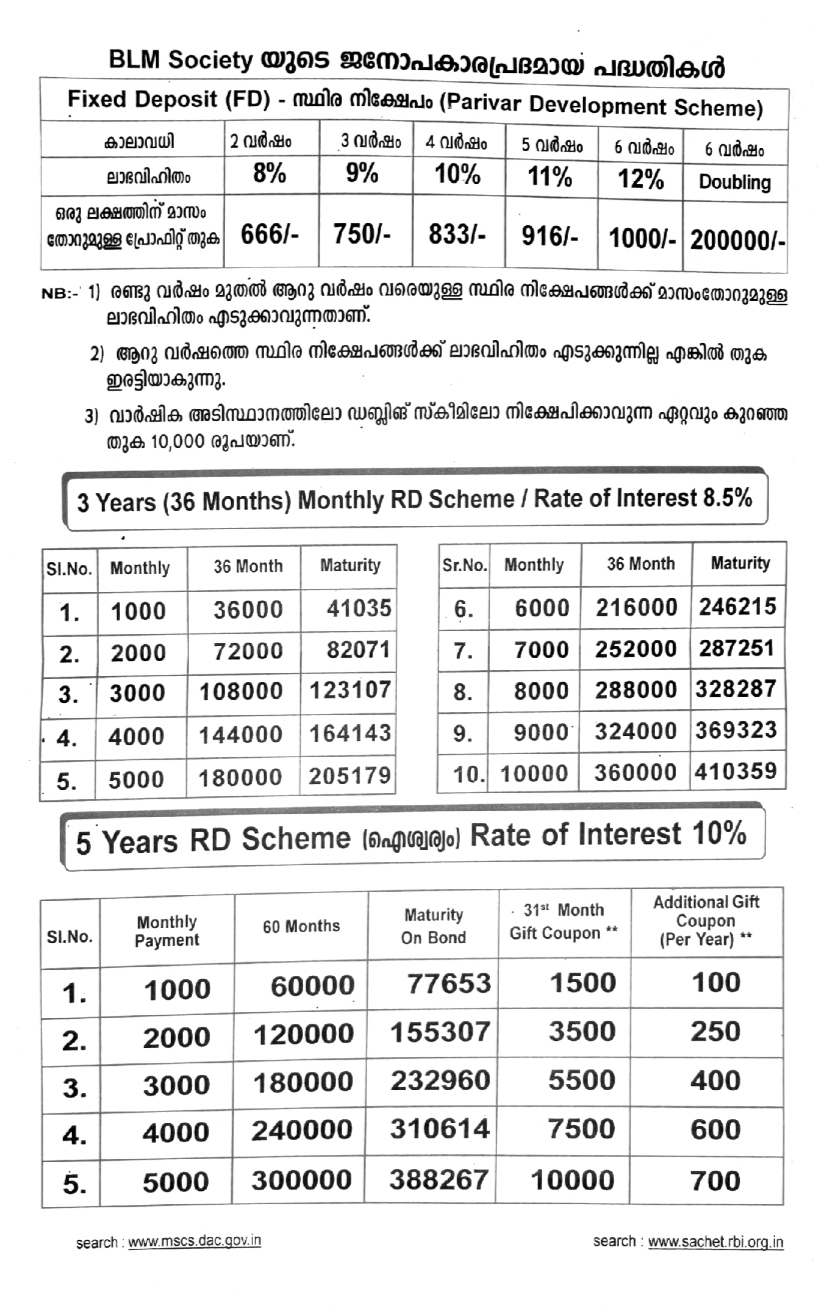 BLM Society യുടെ ജനോപകാരപ്രദമായ പദ്ധതികൾ
Fixed Deposit (FD) - സ്ഥിര നിക്ഷേപം (Parivar Development Scheme)
കാലാവധി 2 വർഷം 3 വർഷം 4 വർഷം 5 വർഷം 6 വർഷം 6 വർഷം
ലാഭവിഹിതം 8% 9% 10% 11% 12% Doubling
ഒരു ലക്ഷത്തിന് മാസം
തോറുമുള്ള പ്രോഫിറ്റ് തുക 666/- 750/- 833/- 916/- 1000/- 200000/-
NB:- 1) രണ്ടു വർഷം മുതൽ ആറു വർഷം വരെയുള്ള സ്ഥിര നിക്ഷേപങ്ങൾക്ക് മാസംതോറുമുള്ള
ലാഭവിഹിതം എടുക്കാവുന്നതാണ്.
2) ആറു വർഷത്തെ സ്ഥിര നിക്ഷേപങ്ങൾക്ക് ലാഭവിഹിതം എടുക്കുന്നില്ല എങ്കിൽ തുക
ഇരട്ടിയാകുന്നു.
3) വാർഷിക അടിസ്ഥാനത്തിലോ ഡബ്ലിങ് സ്കീമിലോ നിക്ഷേപിക്കാവുന്ന ഏറ്റവും കുറഞ്ഞ
തുക 10,000 രൂപയാണ്.
3 Years (36 Months) Monthly RD Scheme / Rate of Interest 8.5%
Sl.No. Monthly 36 Month Maturity
1. 1000 36000 41035
2. 2000 72000 82071
3. 3000 108000 123107
4. 4000 144000 164143
5. 5000 180000 205179
Sr.No. Monthly 36 Month Maturity
6. 6000 216000 246215
7. 7000 252000 287251
8. 8000 288000 328287
9. 9000 324000 369323
10. 10000 360000 410359
5 Years RD Scheme (ഐശ്വര്യം) Rate of Interest 10%
Sl.No. Monthly Payment 60 Months Maturity On Bond 31st Month Gift Coupon ** Additional Gift Coupon (Per Year) **
1. 1000 60000 77653 1500 100
2. 2000 120000 155307 3500 250
3. 3000 180000 232960 5500 400
4. 4000 240000 310614 7500 600
5. 5000 300000 388267 10000 700
search : www.mscs.dac.gov.in
search : www.sachet.rbi.org.in